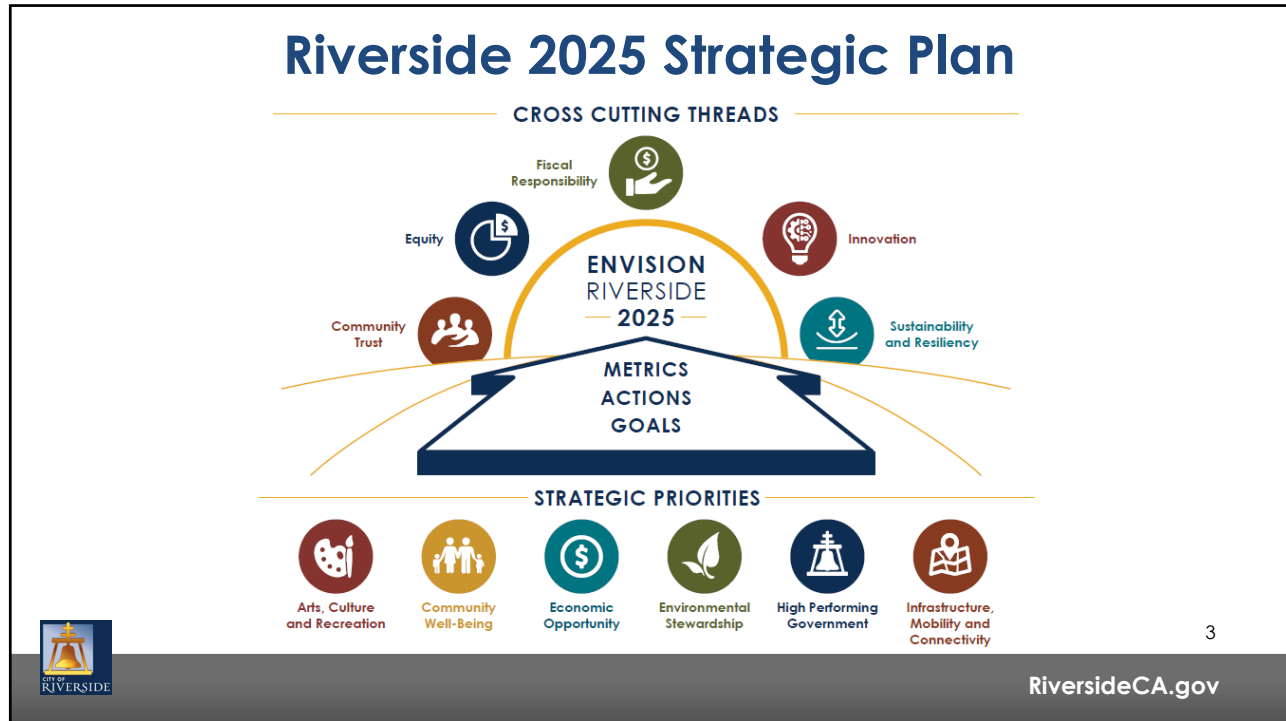 Riverside 2025 Strategic Plan
CROSS CUTTING THREADS
Fiscal
Responsibility
$
Equity
$
Innovation
Community
Trust
Sustainability
and Resiliency
ENVISION
RIVERSIDE
2025
METRICS
ACTIONS
GOALS
STRATEGIC PRIORITIES
$
Arts, Culture
and Recreation
Community
Well-Being
Economic
Opportunity
Environmental
Stewardship
High Performing
Government
Infrastructure,
Mobility and
Connectivity
3
CITY OF
RIVERSIDE
RiversideCA.gov